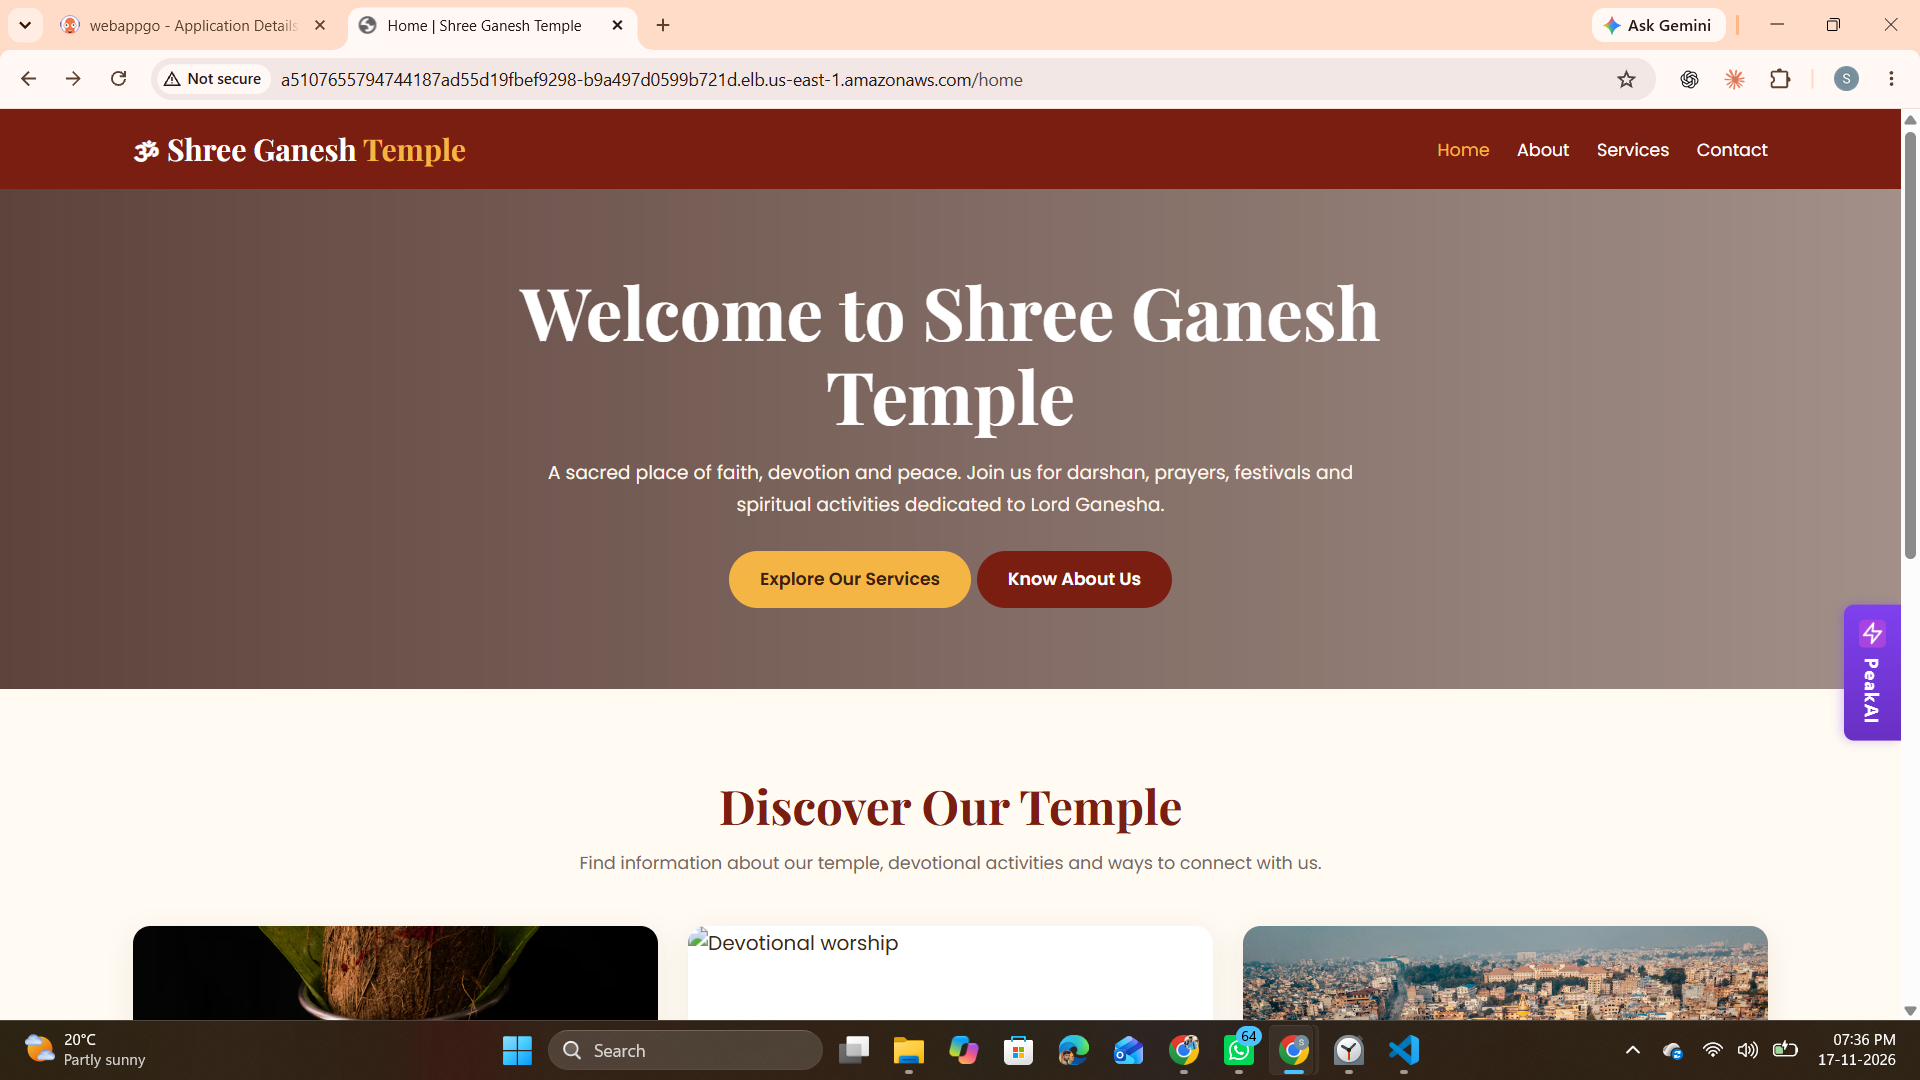 webappgo - Application Details
Home | Shree Ganesh Temple
Ask Gemini
Not secure
a5107655794744187ad55d19fbef9298-b9a497d0599b721d.elb.us-east-1.amazonaws.com/home
S
ॐ Shree Ganesh Temple
Home About Services Contact
Welcome to Shree Ganesh
Temple
A sacred place of faith, devotion and peace. Join us for darshan, prayers, festivals and
spiritual activities dedicated to Lord Ganesha.
Explore Our Services Know About Us
PeakAI
Discover Our Temple
Find information about our temple, devotional activities and ways to connect with us.
Devotional worship
20°C
Partly sunny
Search
64
S
07:36 PM
17-11-2026